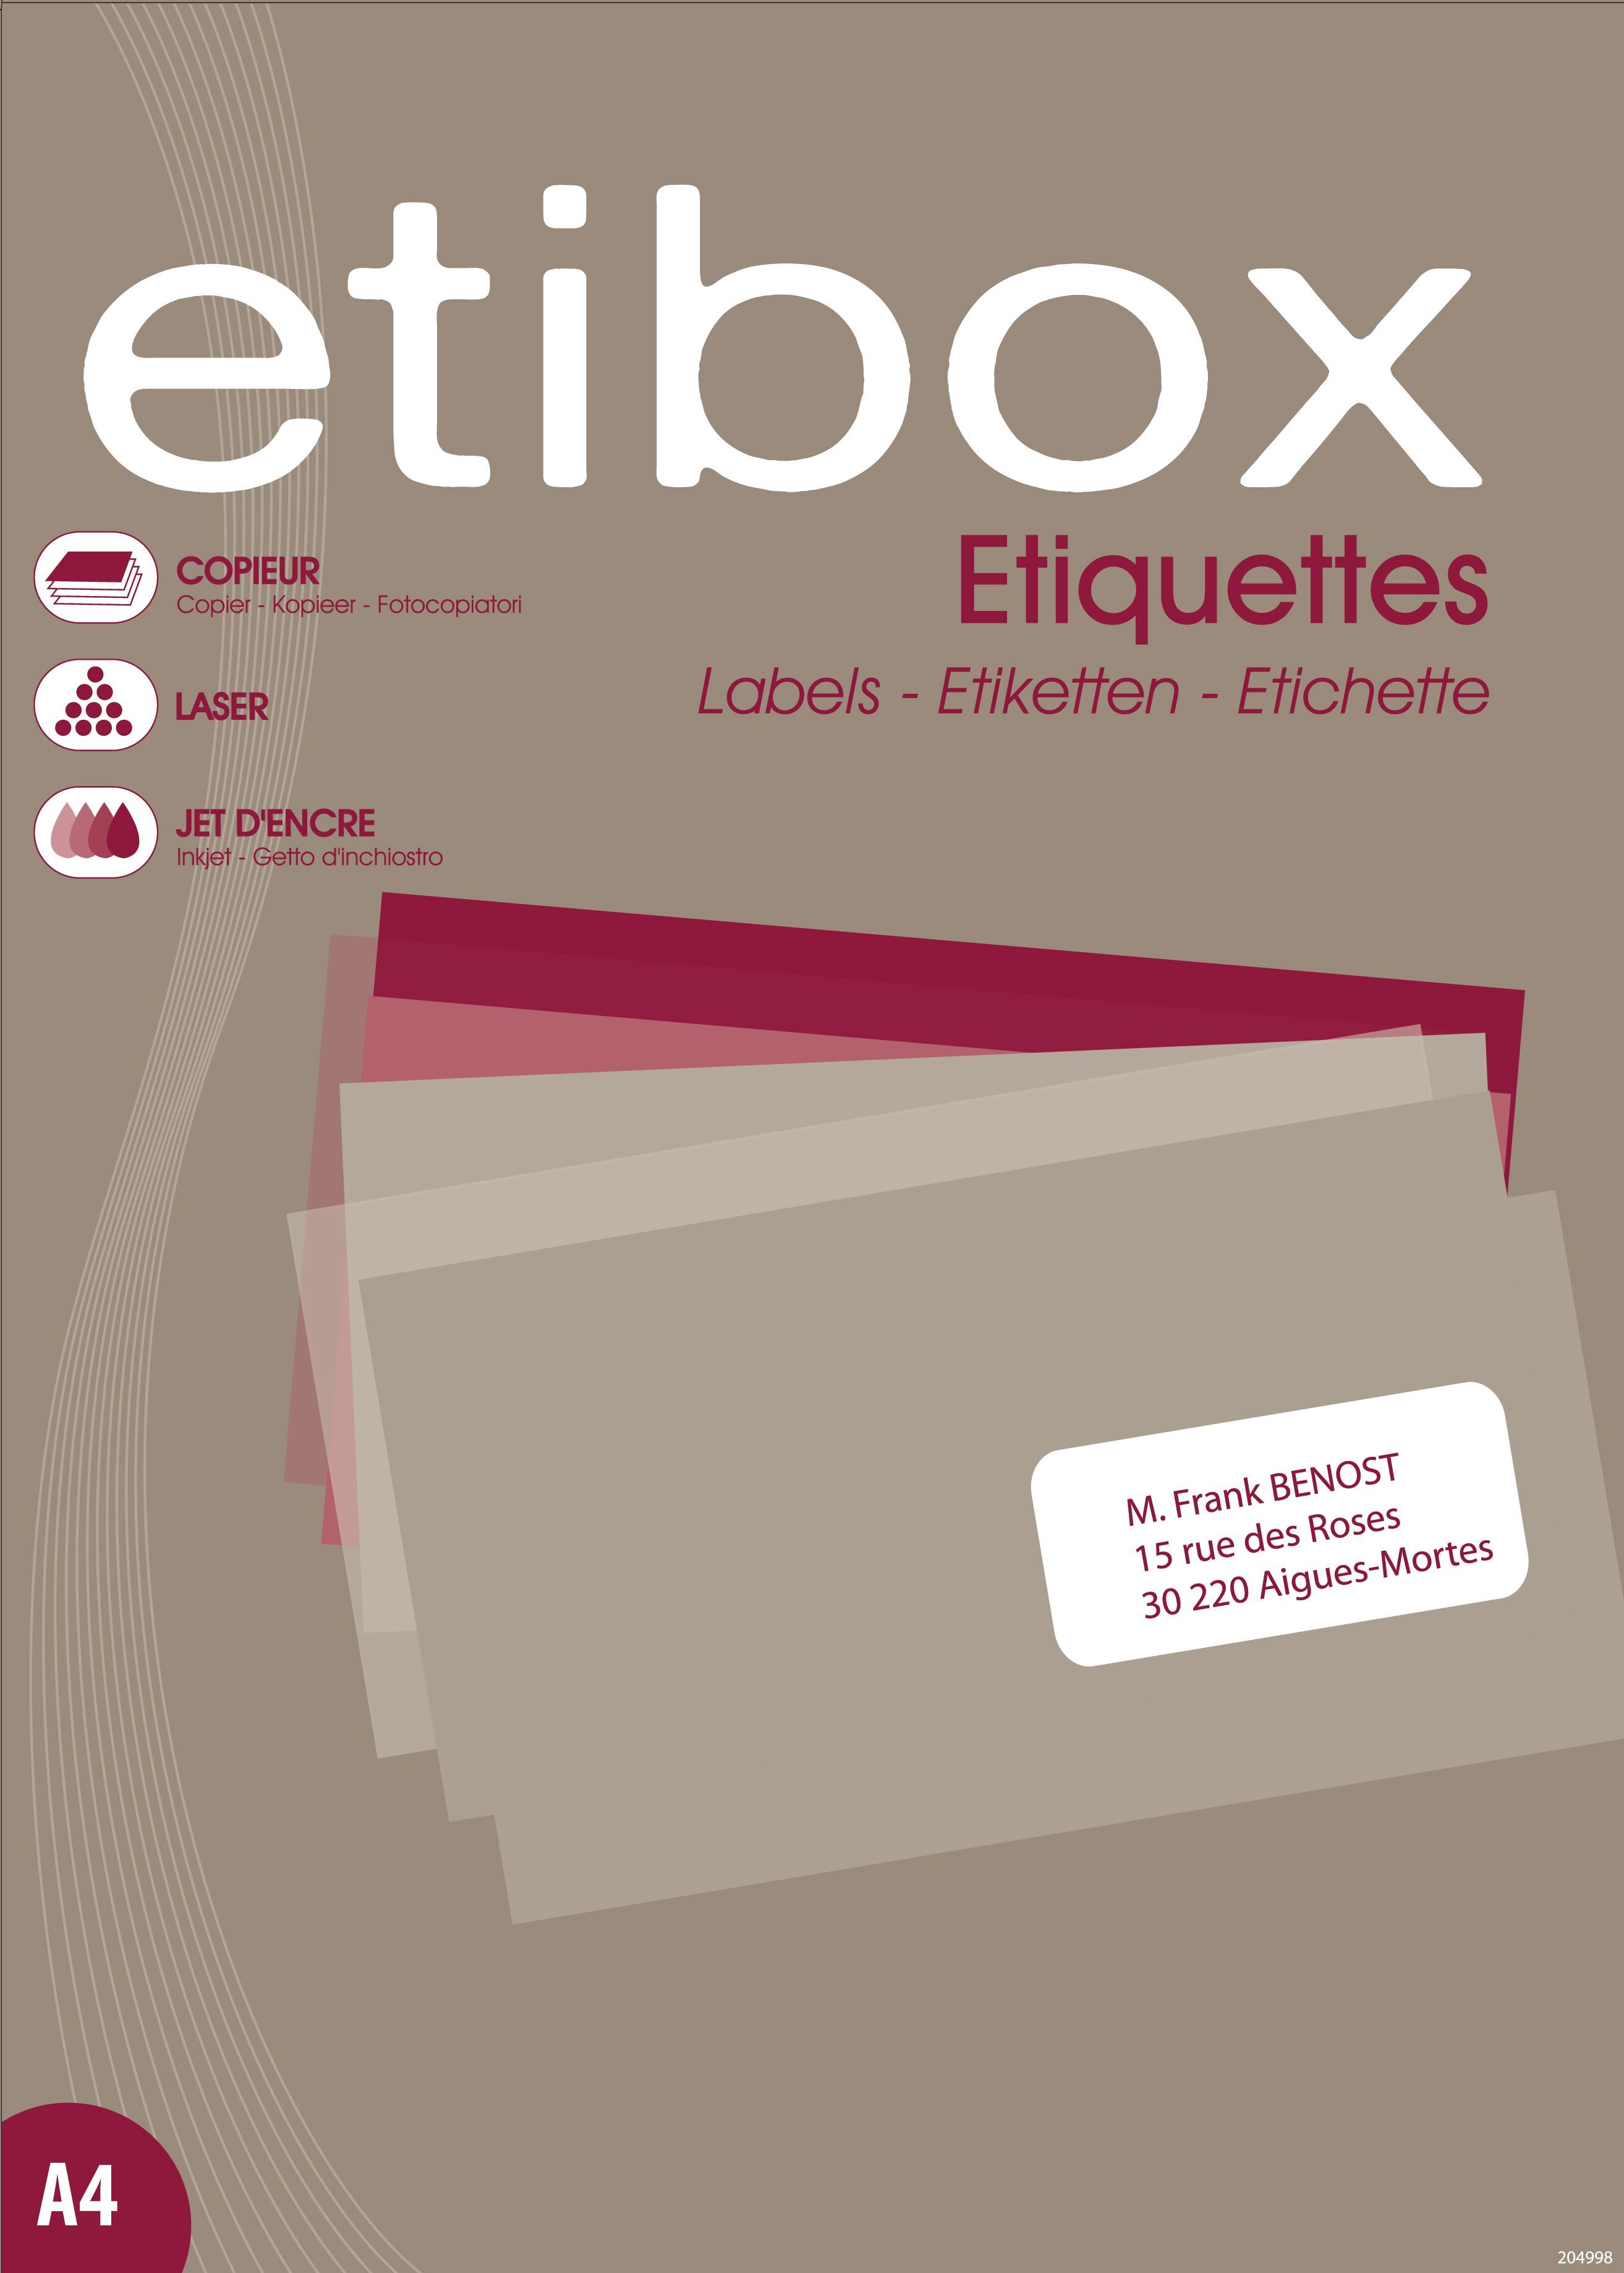 etibox
Etiquettes
Labels - Etiketten - Etichette
COPIEUR
Copier - Kopieer - Fotocopiatori
LASER
JET D'ENCRE
Inkjet - Getto d'inchiostro
M. Frank BENOST
15 rue des Roses
30 220 Aigues-Mortes
A4
204998